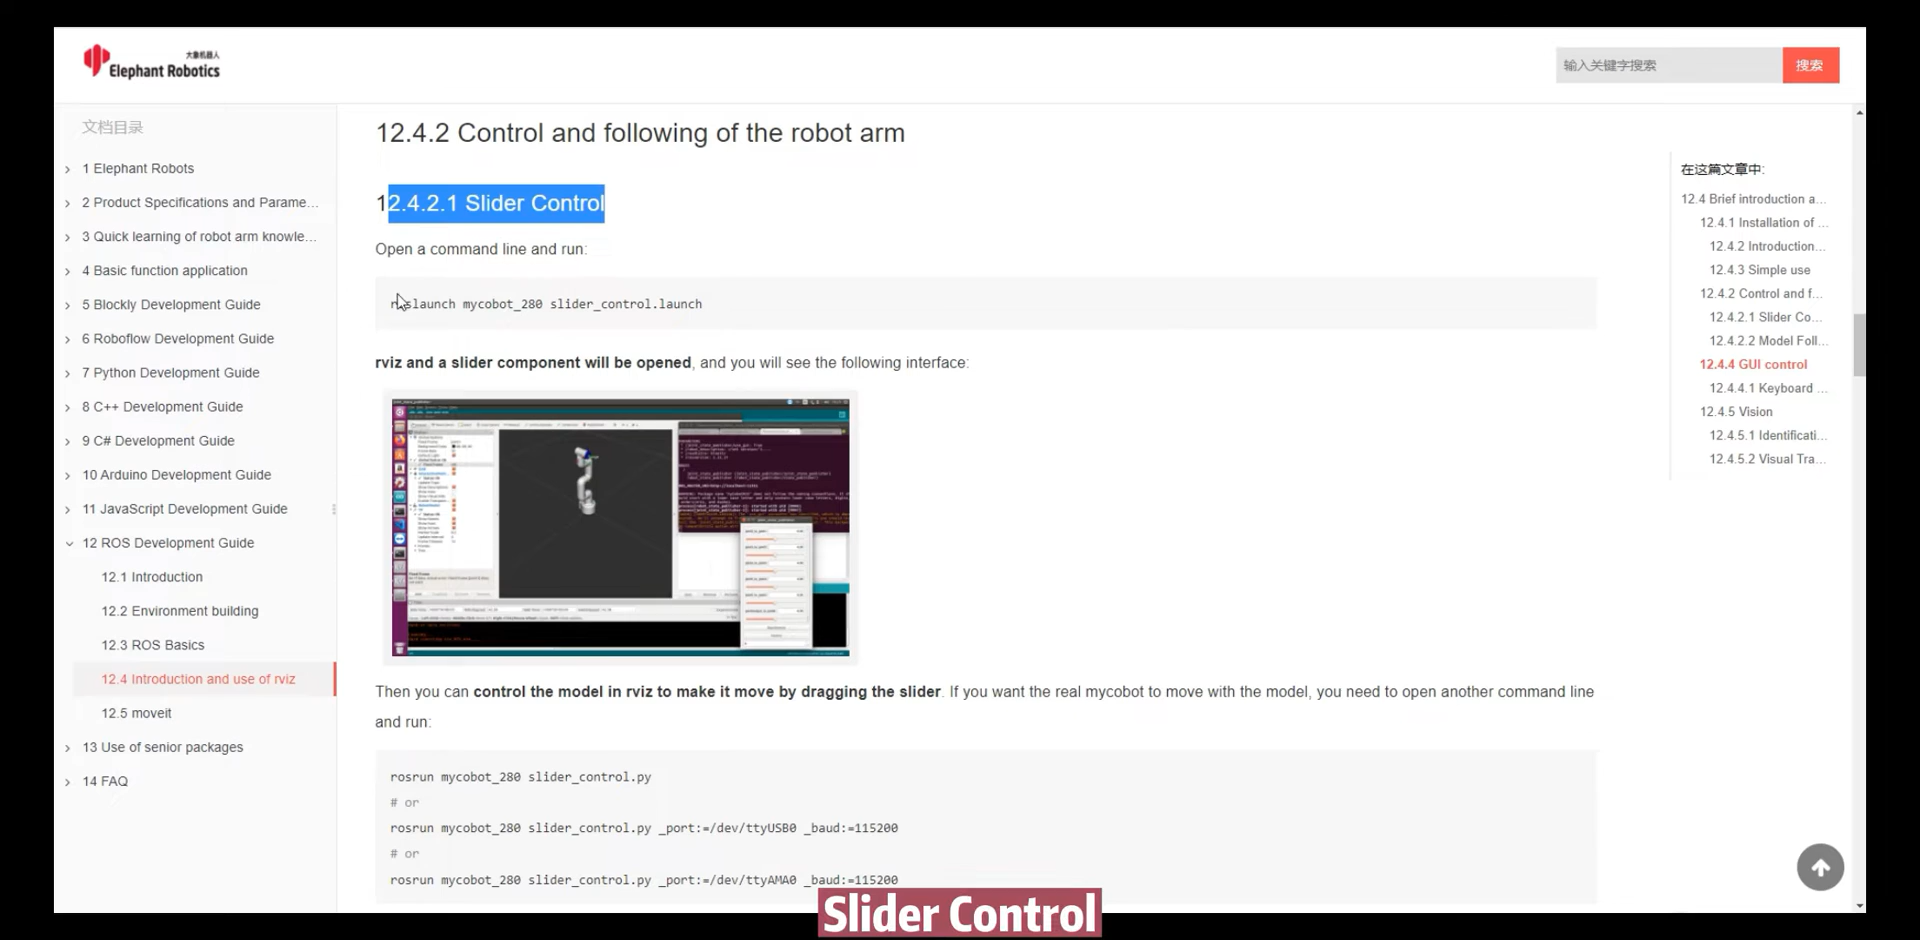 大象机器人
Elephant Robotics
输入关键字搜索
搜索
文档目录
1 Elephant Robots
2 Product Specifications and Parame...
3 Quick learning of robot arm knowle...
4 Basic function application
5 Blockly Development Guide
6 Roboflow Development Guide
7 Python Development Guide
8 C++ Development Guide
9 C# Development Guide
10 Arduino Development Guide
11 JavaScript Development Guide
12 ROS Development Guide
12.1 Introduction
12.2 Environment building
12.3 ROS Basics
12.4 Introduction and use of rviz
12.5 moveit
13 Use of senior packages
14 FAQ
12.4.2 Control and following of the robot arm
12.4.2.1 Slider Control
Open a command line and run:
roslaunch mycobot_280 slider_control.launch
rviz and a slider component will be opened, and you will see the following interface:
Then you can control the model in rviz to make it move by dragging the slider. If you want the real mycobot to move with the model, you need to open another command line
and run:
rosrun mycobot_280 slider_control.py
# or
rosrun mycobot_280 slider_control.py _port:=/dev/ttyUSB0 _baud:=115200
# or
rosrun mycobot_280 slider_control.py _port:=/dev/ttyAMA0 _baud:=115200
在这篇文章中:
12.4 Brief introduction a...
12.4.1 Installation of ...
12.4.2 Introduction...
12.4.3 Simple use
12.4.2 Control and f...
12.4.2.1 Slider Co...
12.4.2.2 Model Foll...
12.4.4 GUI control
12.4.4.1 Keyboard ...
12.4.5 Vision
12.4.5.1 Identificati...
12.4.5.2 Visual Tra...
Slider Control